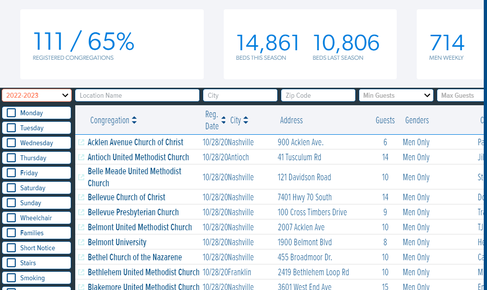 111 / 65%
REGISTERED CONGREGATIONS
14,861 10,806
BEDS THIS SEASON BEDS LAST SEASON
714
MEN WEEKLY
2022-2023 Location Name City Zip Code Min Guests Max Guests
Monday
Tuesday
Wednesday
Thursday
Friday
Saturday
Sunday
Wheelchair
Families
Short Notice
Stairs
Smoking
Congregation Reg. Date City Address Guests Genders
Acklen Avenue Church of Christ 10/28/20 Nashville 900 Acklen Ave. 6 Men Only
Antioch United Methodist Church 10/28/20 Antioch 41 Tusculum Rd 14 Men Only
Belle Meade United Methodist
Church 10/28/20 Nashville 121 Davidson Road 10 Men Only
Bellevue Church of Christ 10/28/20 Nashville 7401 Hwy 70 South 14 Men Only
Bellevue Presbyterian Church 10/28/20 Nashville 100 Cross Timbers Drive 9 Men Only
Belmont United Methodist Church 10/28/20 Nashville 2007 Acklen Ave 10 Men Only
Belmont University 10/28/20 Nashville 1900 Belmont Blvd 8 Men Only
Bethel Church of the Nazarene 10/28/20 Nashville 455 Broadmoor Dr. 10 Men Only
Bethlehem United Methodist Church 10/28/20 Franklin 2419 Bethlehem Loop Rd 10 Men Only
Blakemore United Methodist Church 10/28/20 Nashville 3601 West End Ave 15 Men Only